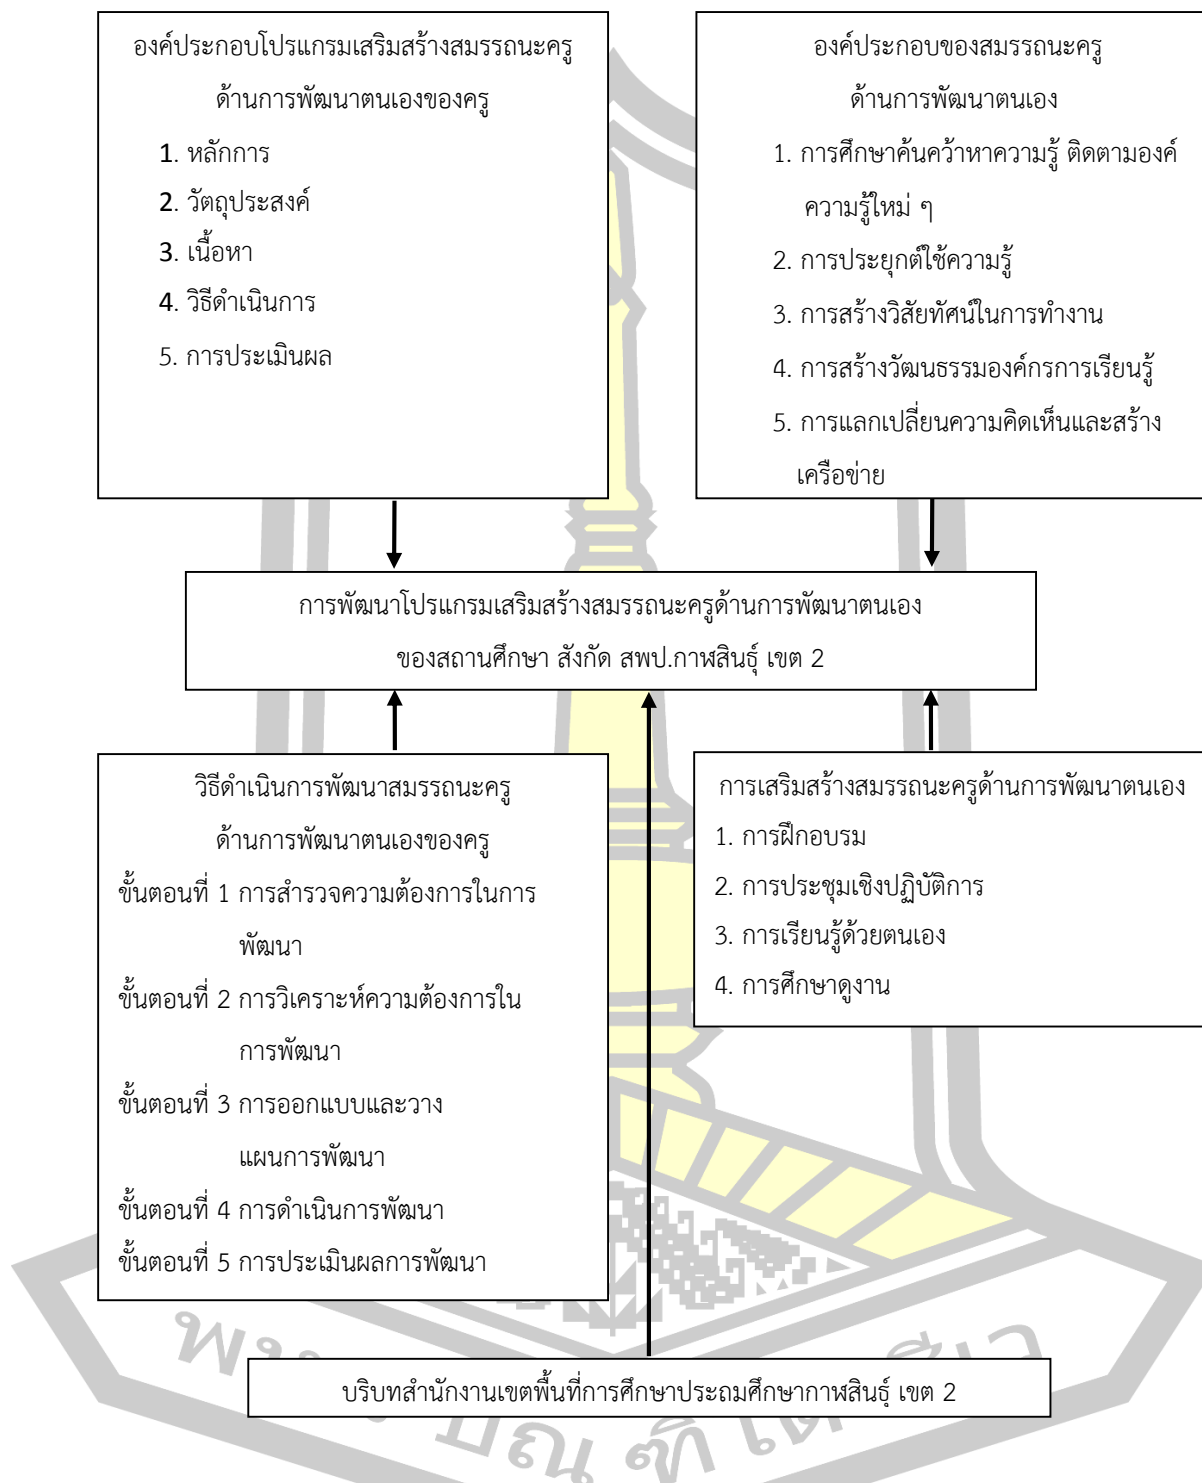 องค์ประกอบโปรแกรมเสริมสร้างสมรรถนะครู
ด้านการพัฒนาตนเองของครู
1. หลักการ
2. วัตถุประสงค์
3. เนื้อหา
4. วิธีดำเนินการ
5. การประเมินผล
องค์ประกอบของสมรรถนะครู
ด้านการพัฒนาตนเอง
1. การศึกษาค้นคว้าหาความรู้ ติดตามองค์
ความรู้ใหม่ ๆ
2. การประยุกต์ใช้ความรู้
3. การสร้างวิสัยทัศน์ในการทำงาน
4. การสร้างวัฒนธรรมองค์กรการเรียนรู้
5. การแลกเปลี่ยนความคิดเห็นและสร้าง
เครือข่าย
การพัฒนาโปรแกรมเสริมสร้างสมรรถนะครูด้านการพัฒนาตนเอง
ของสถานศึกษา สังกัด สพป.กาฬสินธุ์ เขต 2
วิธีดำเนินการพัฒนาสมรรถนะครู
ด้านการพัฒนาตนเองของครู
ขั้นตอนที่ 1 การสำรวจความต้องการในการ
พัฒนา
ขั้นตอนที่ 2 การวิเคราะห์ความต้องการใน
การพัฒนา
ขั้นตอนที่ 3 การออกแบบและวาง
แผนการพัฒนา
ขั้นตอนที่ 4 การดำเนินการพัฒนา
ขั้นตอนที่ 5 การประเมินผลการพัฒนา
การเสริมสร้างสมรรถนะครูด้านการพัฒนาตนเอง
1. การฝึกอบรม
2. การประชุมเชิงปฏิบัติการ
3. การเรียนรู้ด้วยตนเอง
4. การศึกษาดูงาน
บริบทสำนักงานเขตพื้นที่การศึกษาประถมศึกษากาฬสินธุ์ เขต 2